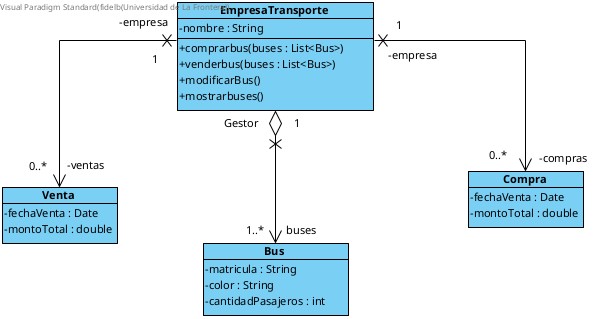 Visual Paradigm Standard(fidelb(Universidad de La Frontera)
EmpresaTransporte
-nombre : String
+comprarbus(buses : List<Bus>)
+venderbus(buses : List<Bus>)
+modificarBus()
+mostrarbuses()
-empresa
1
1
-empresa
Gestor
1
0..*
-ventas
0..*
-compras
Venta
-fechaVenta : Date
-montoTotal : double
Compra
-fechaVenta : Date
-montoTotal : double
1..*
buses
Bus
-matricula : String
-color : String
-cantidadPasajeros : int